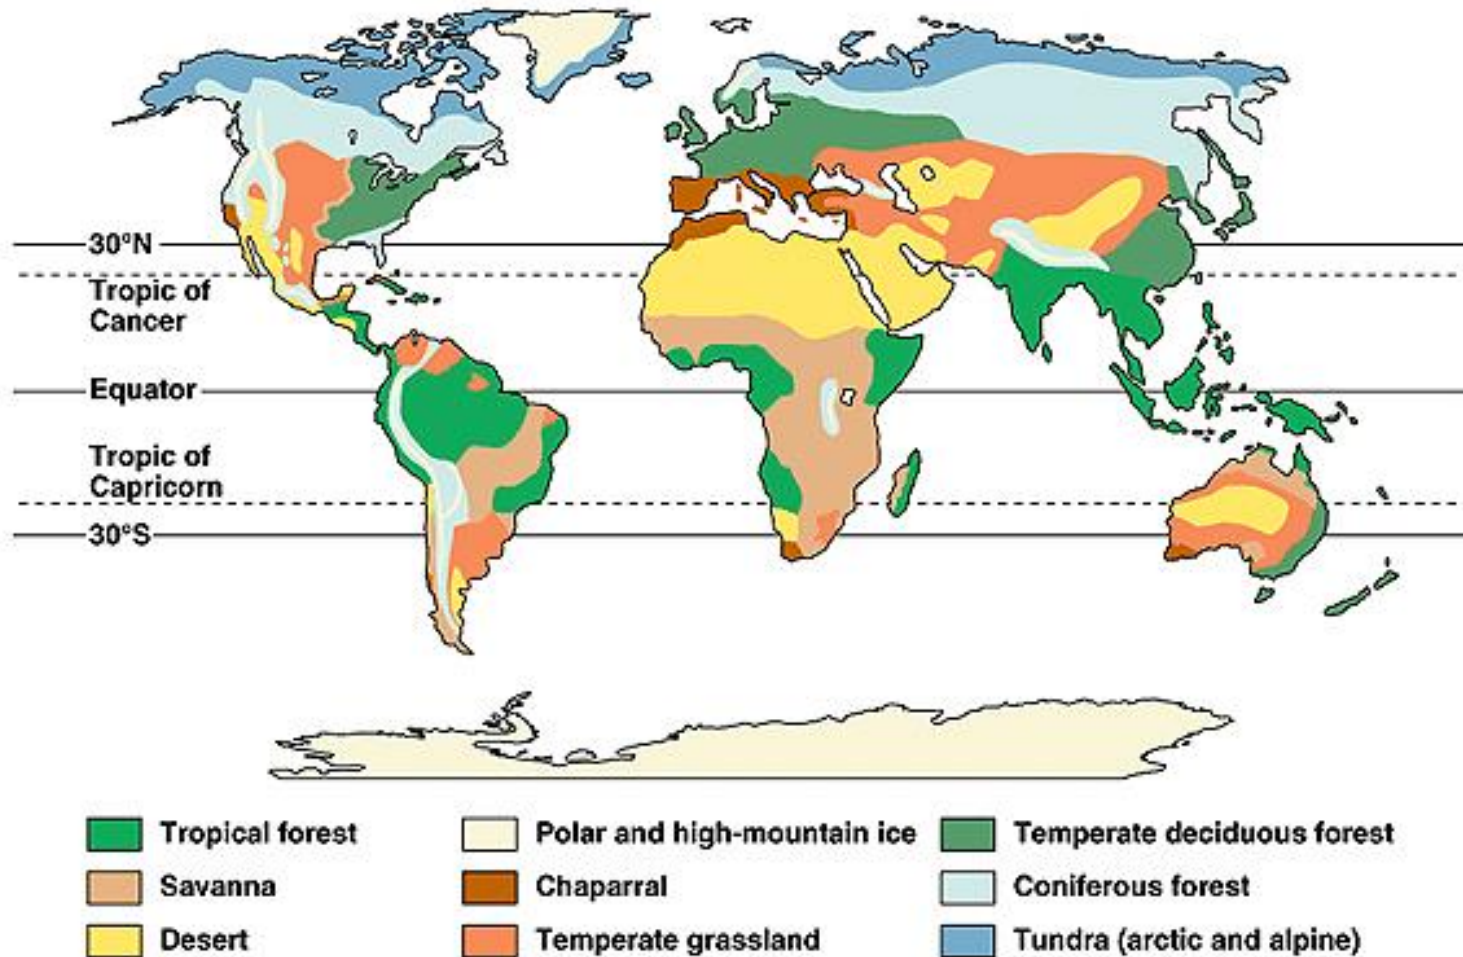 30°N
Tropic of
Cancer
Equator
Tropic of
Capricorn
30°S
Tropical forest
Polar and high-mountain ice
Temperate deciduous forest
Savanna
Chaparral
Coniferous forest
Desert
Temperate grassland
Tundra (arctic and alpine)